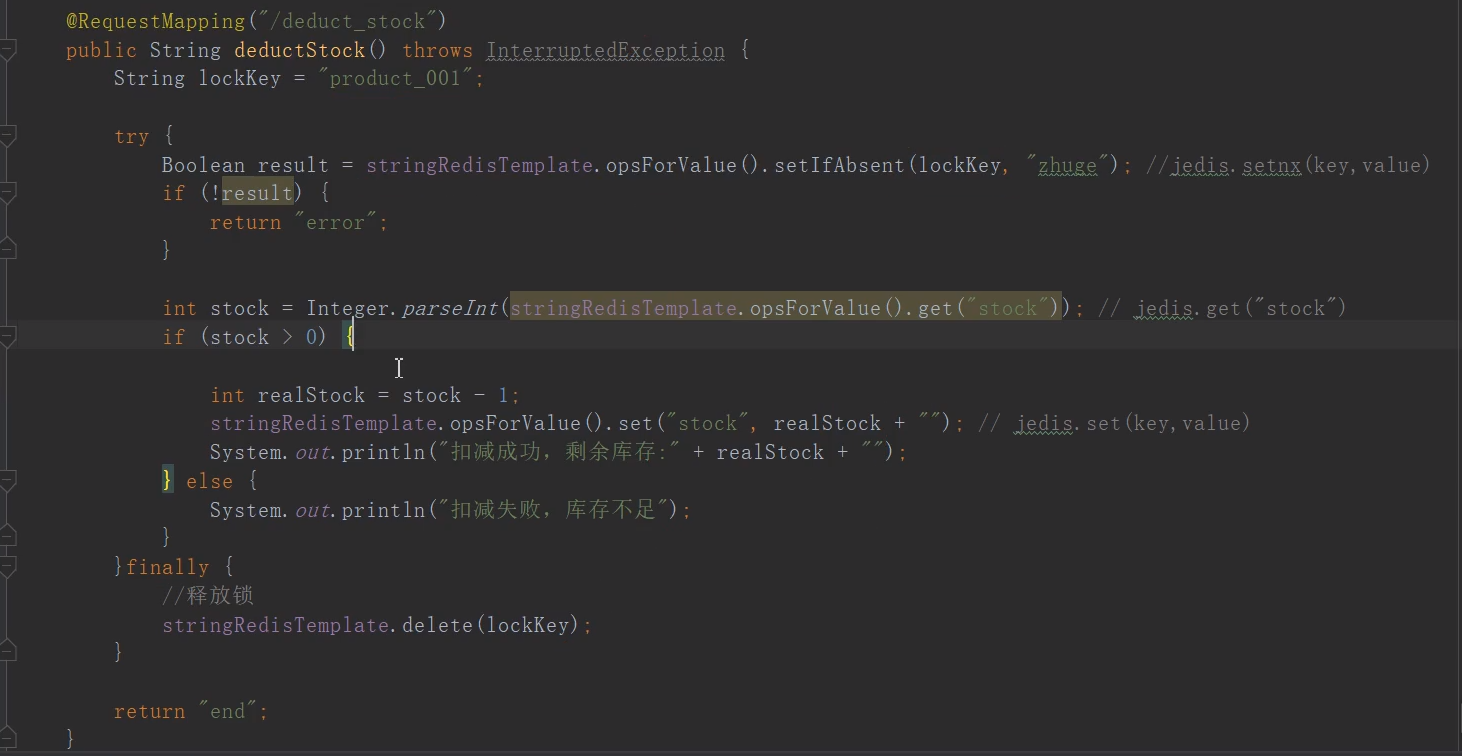 @RequestMapping("/deduct_stock")
public String deductStock() throws InterruptedException {
String lockKey = "product_001";
try {
Boolean result = stringRedisTemplate.opsForValue().setIfAbsent(lockKey, "zhuge"); //jedis.setnx(key,value)
if (!result) {
return "error";
}
int stock = Integer.parseInt(stringRedisTemplate.opsForValue().get("stock")); // jedis.get("stock")
if (stock > 0) {
int realStock = stock - 1;
stringRedisTemplate.opsForValue().set("stock", realStock + ""); // jedis.set(key,value)
System.out.println("扣减成功，剩余库存:" + realStock + "");
} else {
System.out.println("扣减失败，库存不足");
}
}finally {
//释放锁
stringRedisTemplate.delete(lockKey);
}
return "end";
}